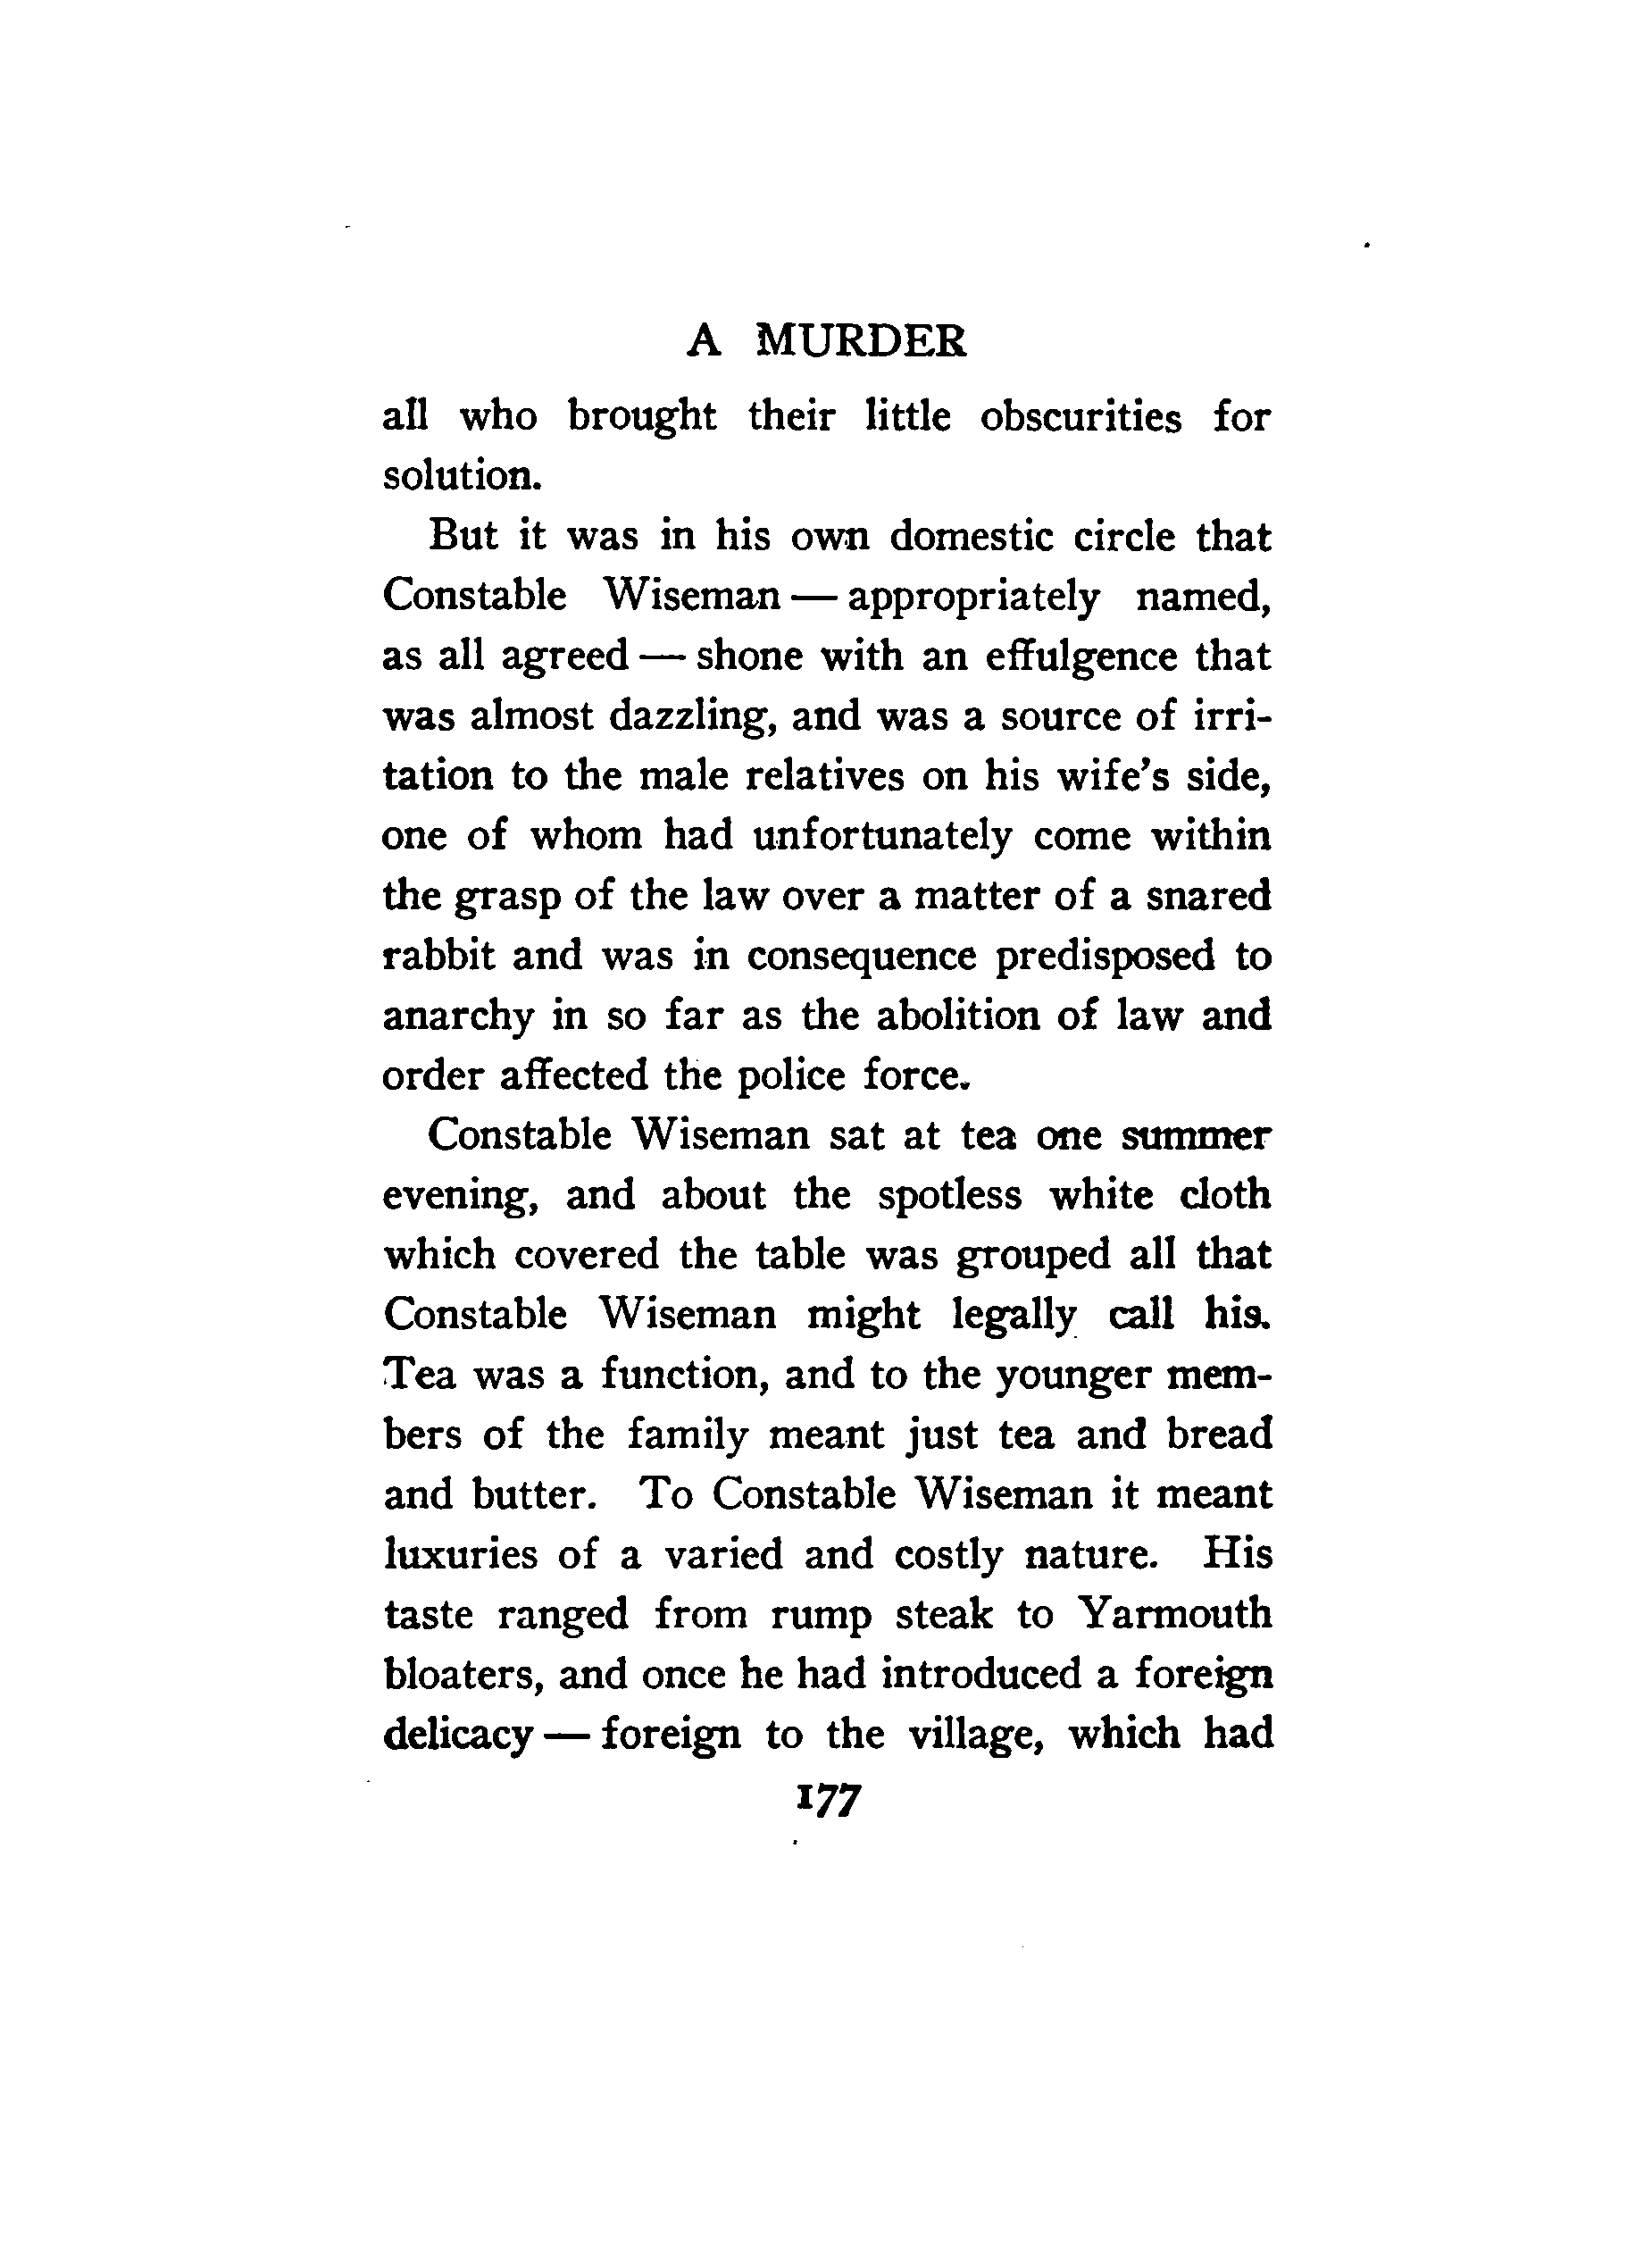 A MURDER
all who brought their little obscurities for
solution.
But it was in his own domestic circle that
Constable Wiseman — appropriately named,
as all agreed — shone with an effulgence that
was almost dazzling, and was a source of irri-
tation to the male relatives on his wife's side,
one of whom had unfortunately come within
the grasp of the law over a matter of a snared
rabbit and was in consequence predisposed to
anarchy in so far as the abolition of law and
order affected the police force.
Constable Wiseman sat at tea one summer
evening, and about the spotless white cloth
which covered the table was grouped all that
Constable Wiseman might legally call his.
Tea was a function, and to the younger mem-
bers of the family meant just tea and bread
and butter. To Constable Wiseman it meant
luxuries of a varied and costly nature. His
taste ranged from rump steak to Yarmouth
bloaters, and once he had introduced a foreign
delicacy — foreign to the village, which had
177